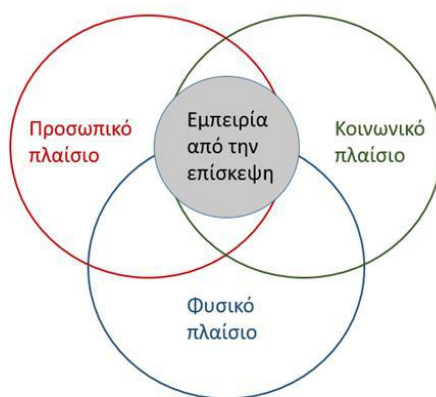 Προσωπικό
πλαίσιο
Εμπειρία
από την
επίσκεψη
Κοινωνικό
πλαίσιο
Φυσικό
πλαίσιο